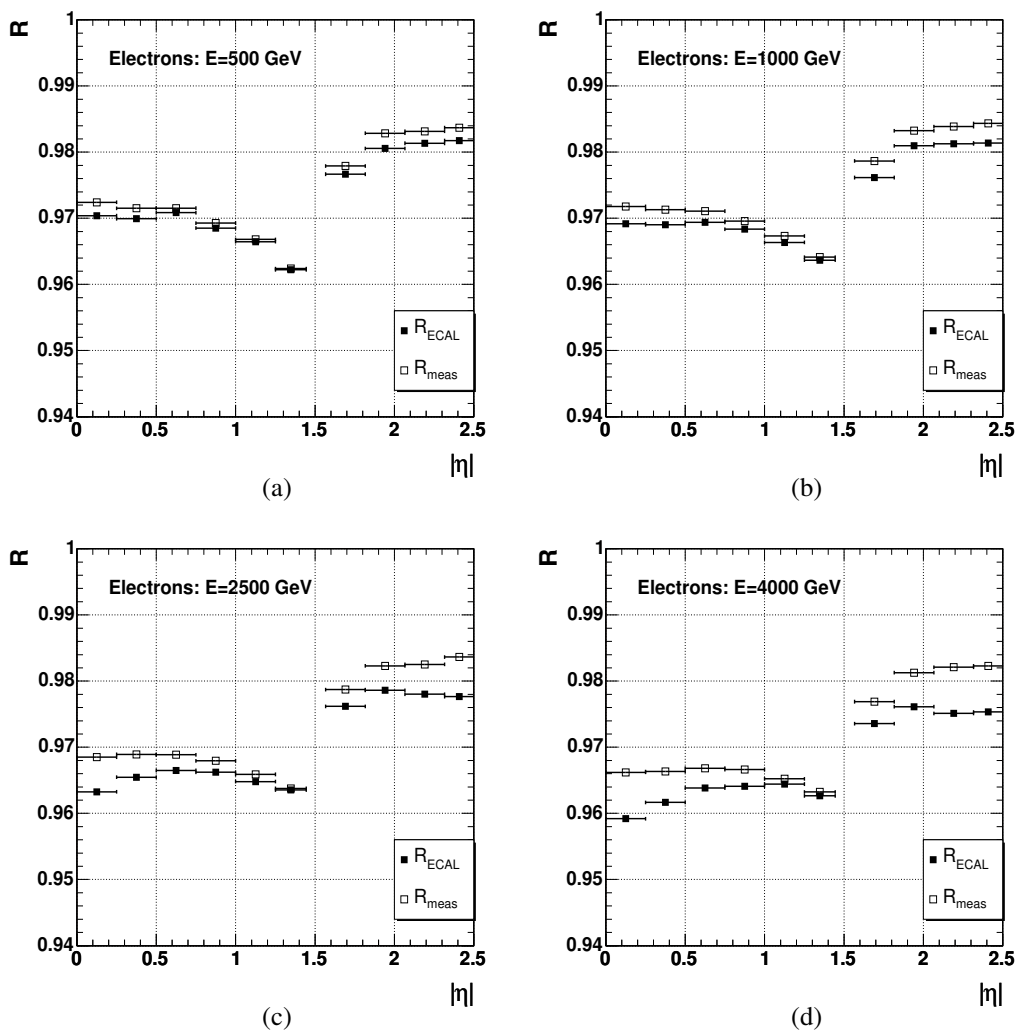 R
1
0.99
0.98
0.97
0.96
0.95
0.94
Electrons: E=500 GeV
R_ECAL
R_meas
0 0.5 1 1.5 2 2.5
|η|
(a)
R
1
0.99
0.98
0.97
0.96
0.95
0.94
Electrons: E=1000 GeV
R_ECAL
R_meas
0 0.5 1 1.5 2 2.5
|η|
(b)
R
1
0.99
0.98
0.97
0.96
0.95
0.94
Electrons: E=2500 GeV
R_ECAL
R_meas
0 0.5 1 1.5 2 2.5
|η|
(c)
R
1
0.99
0.98
0.97
0.96
0.95
0.94
Electrons: E=4000 GeV
R_ECAL
R_meas
0 0.5 1 1.5 2 2.5
|η|
(d)